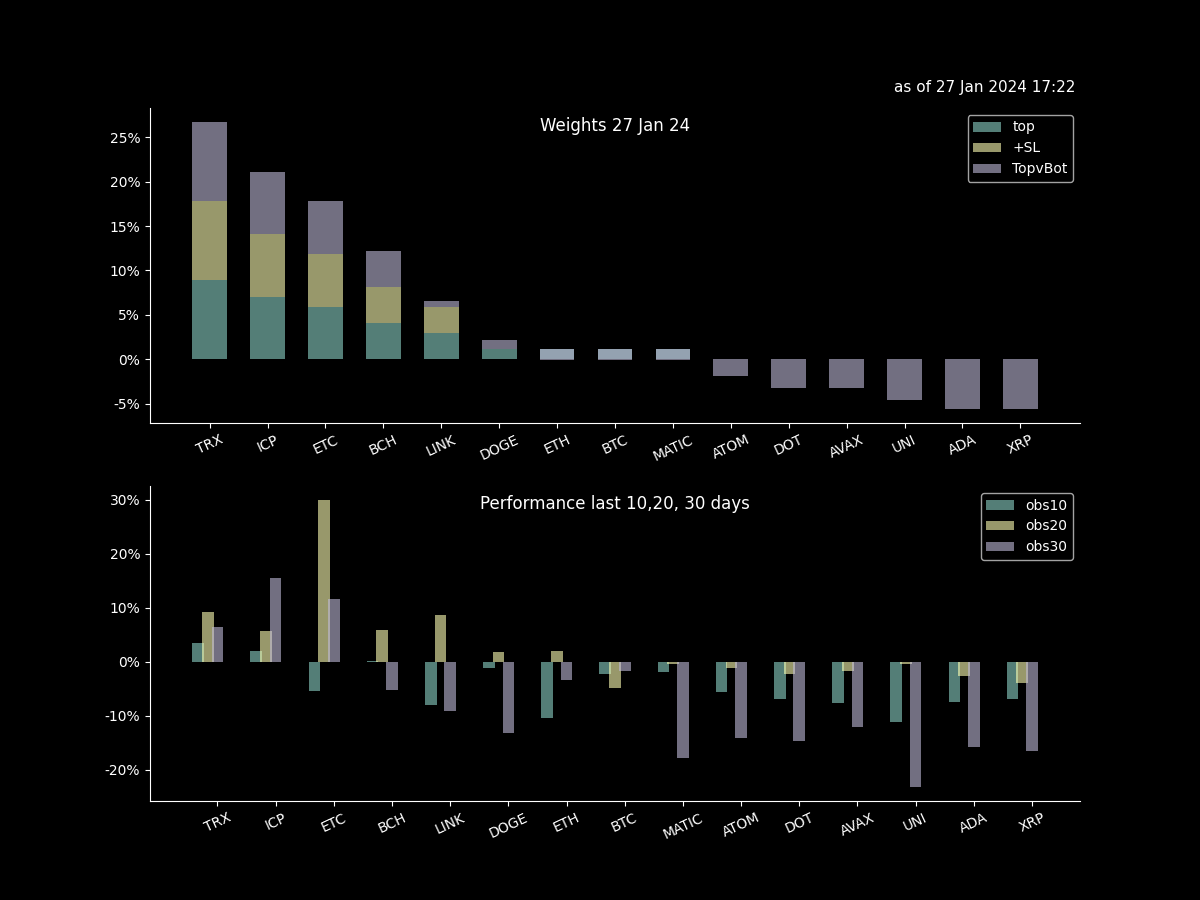 as of 27 Jan 2024 17:22
Weights 27 Jan 24
top
+SL
TopvBot
25%
20%
15%
10%
5%
0%
-5%
TRX ICP ETC BCH LINK DOGE ETH BTC MATIC ATOM DOT AVAX UNI ADA XRP
Performance last 10,20, 30 days
obs10
obs20
obs30
30%
20%
10%
0%
-10%
-20%
TRX ICP ETC BCH LINK DOGE ETH BTC MATIC ATOM DOT AVAX UNI ADA XRP